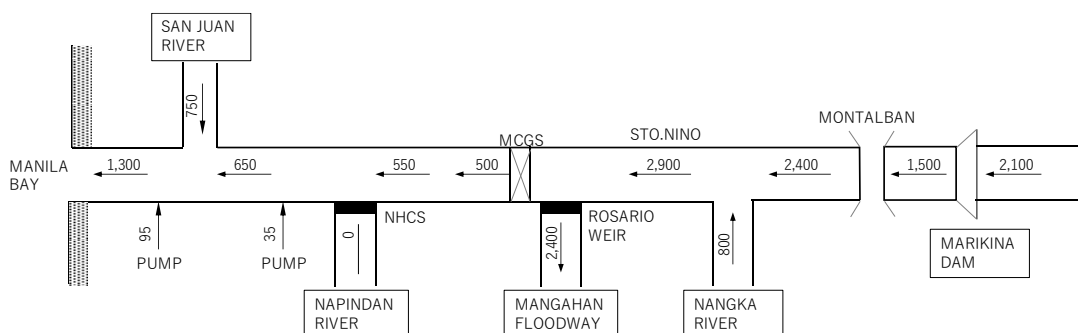 SAN JUAN
RIVER
750
MONTALBAN
STO.NINO
MCGS
MANILA
BAY
1,300
650
550
500
2,900
2,400
1,500
2,100
NHCS
ROSARIO
WEIR
95
PUMP
35
PUMP
0
2,400
800
MARIKINA
DAM
NAPINDAN
RIVER
MANGAHAN
FLOODWAY
NANGKA
RIVER